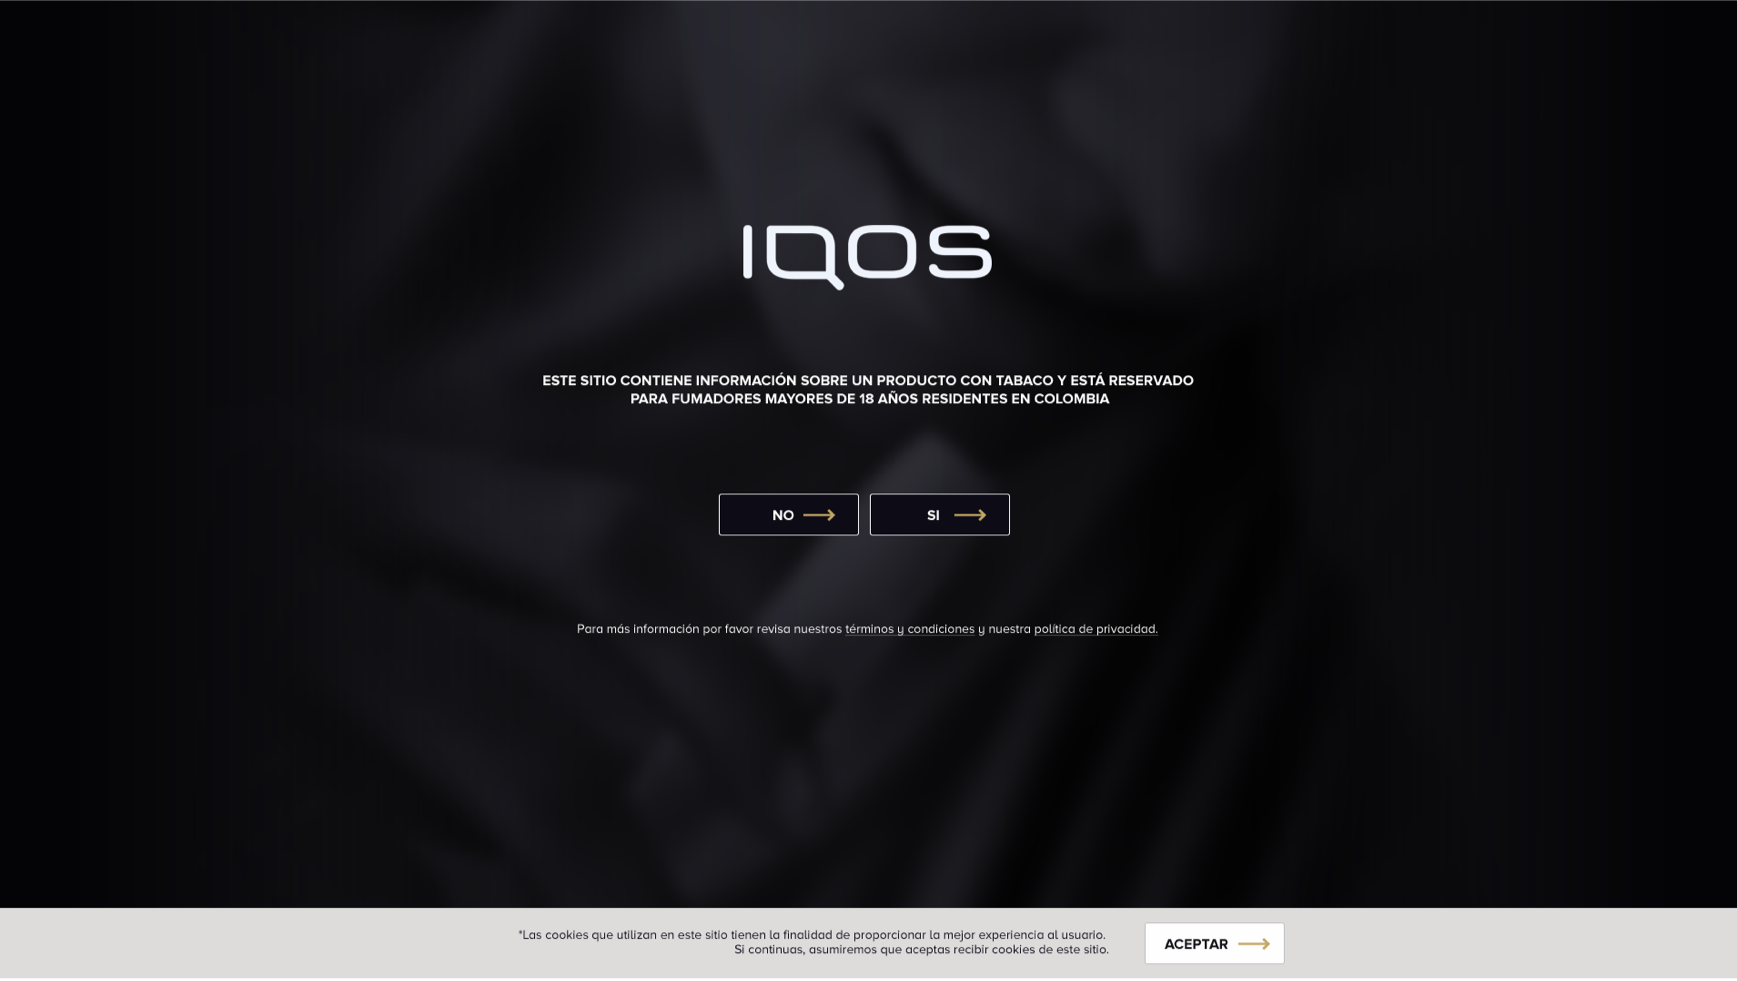 IQOS
ESTE SITIO CONTIENE INFORMACIÓN SOBRE UN PRODUCTO CON TABACO Y ESTÁ RESERVADO
PARA FUMADORES MAYORES DE 18 AÑOS RESIDENTES EN COLOMBIA
NO
SI
Para más información por favor revisa nuestros términos y condiciones y nuestra política de privacidad.
*Las cookies que utilizan en este sitio tienen la finalidad de proporcionar la mejor experiencia al usuario.
Si continuas, asumiremos que aceptas recibir cookies de este sitio.
ACEPTAR